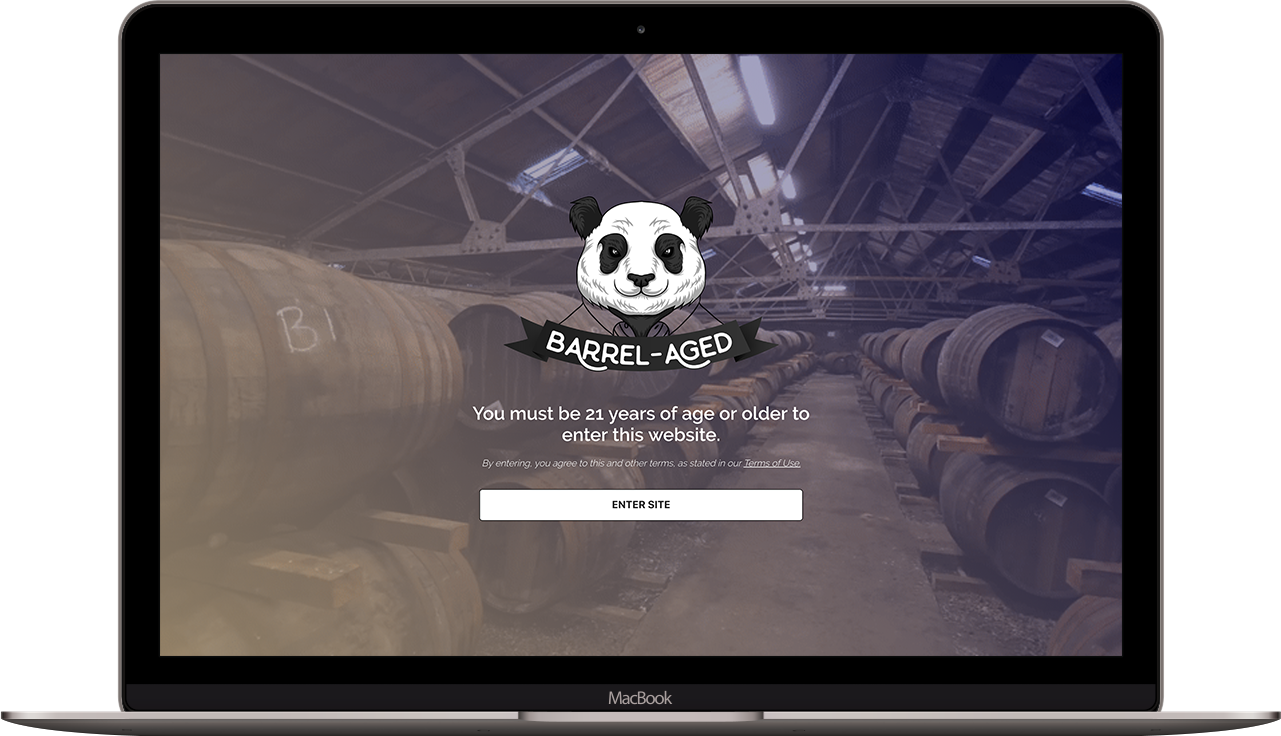 B1
BARREL-AGED
You must be 21 years of age or older to
enter this website.
By entering, you agree to this and other terms, as stated in our Terms of Use.
ENTER SITE
MacBook